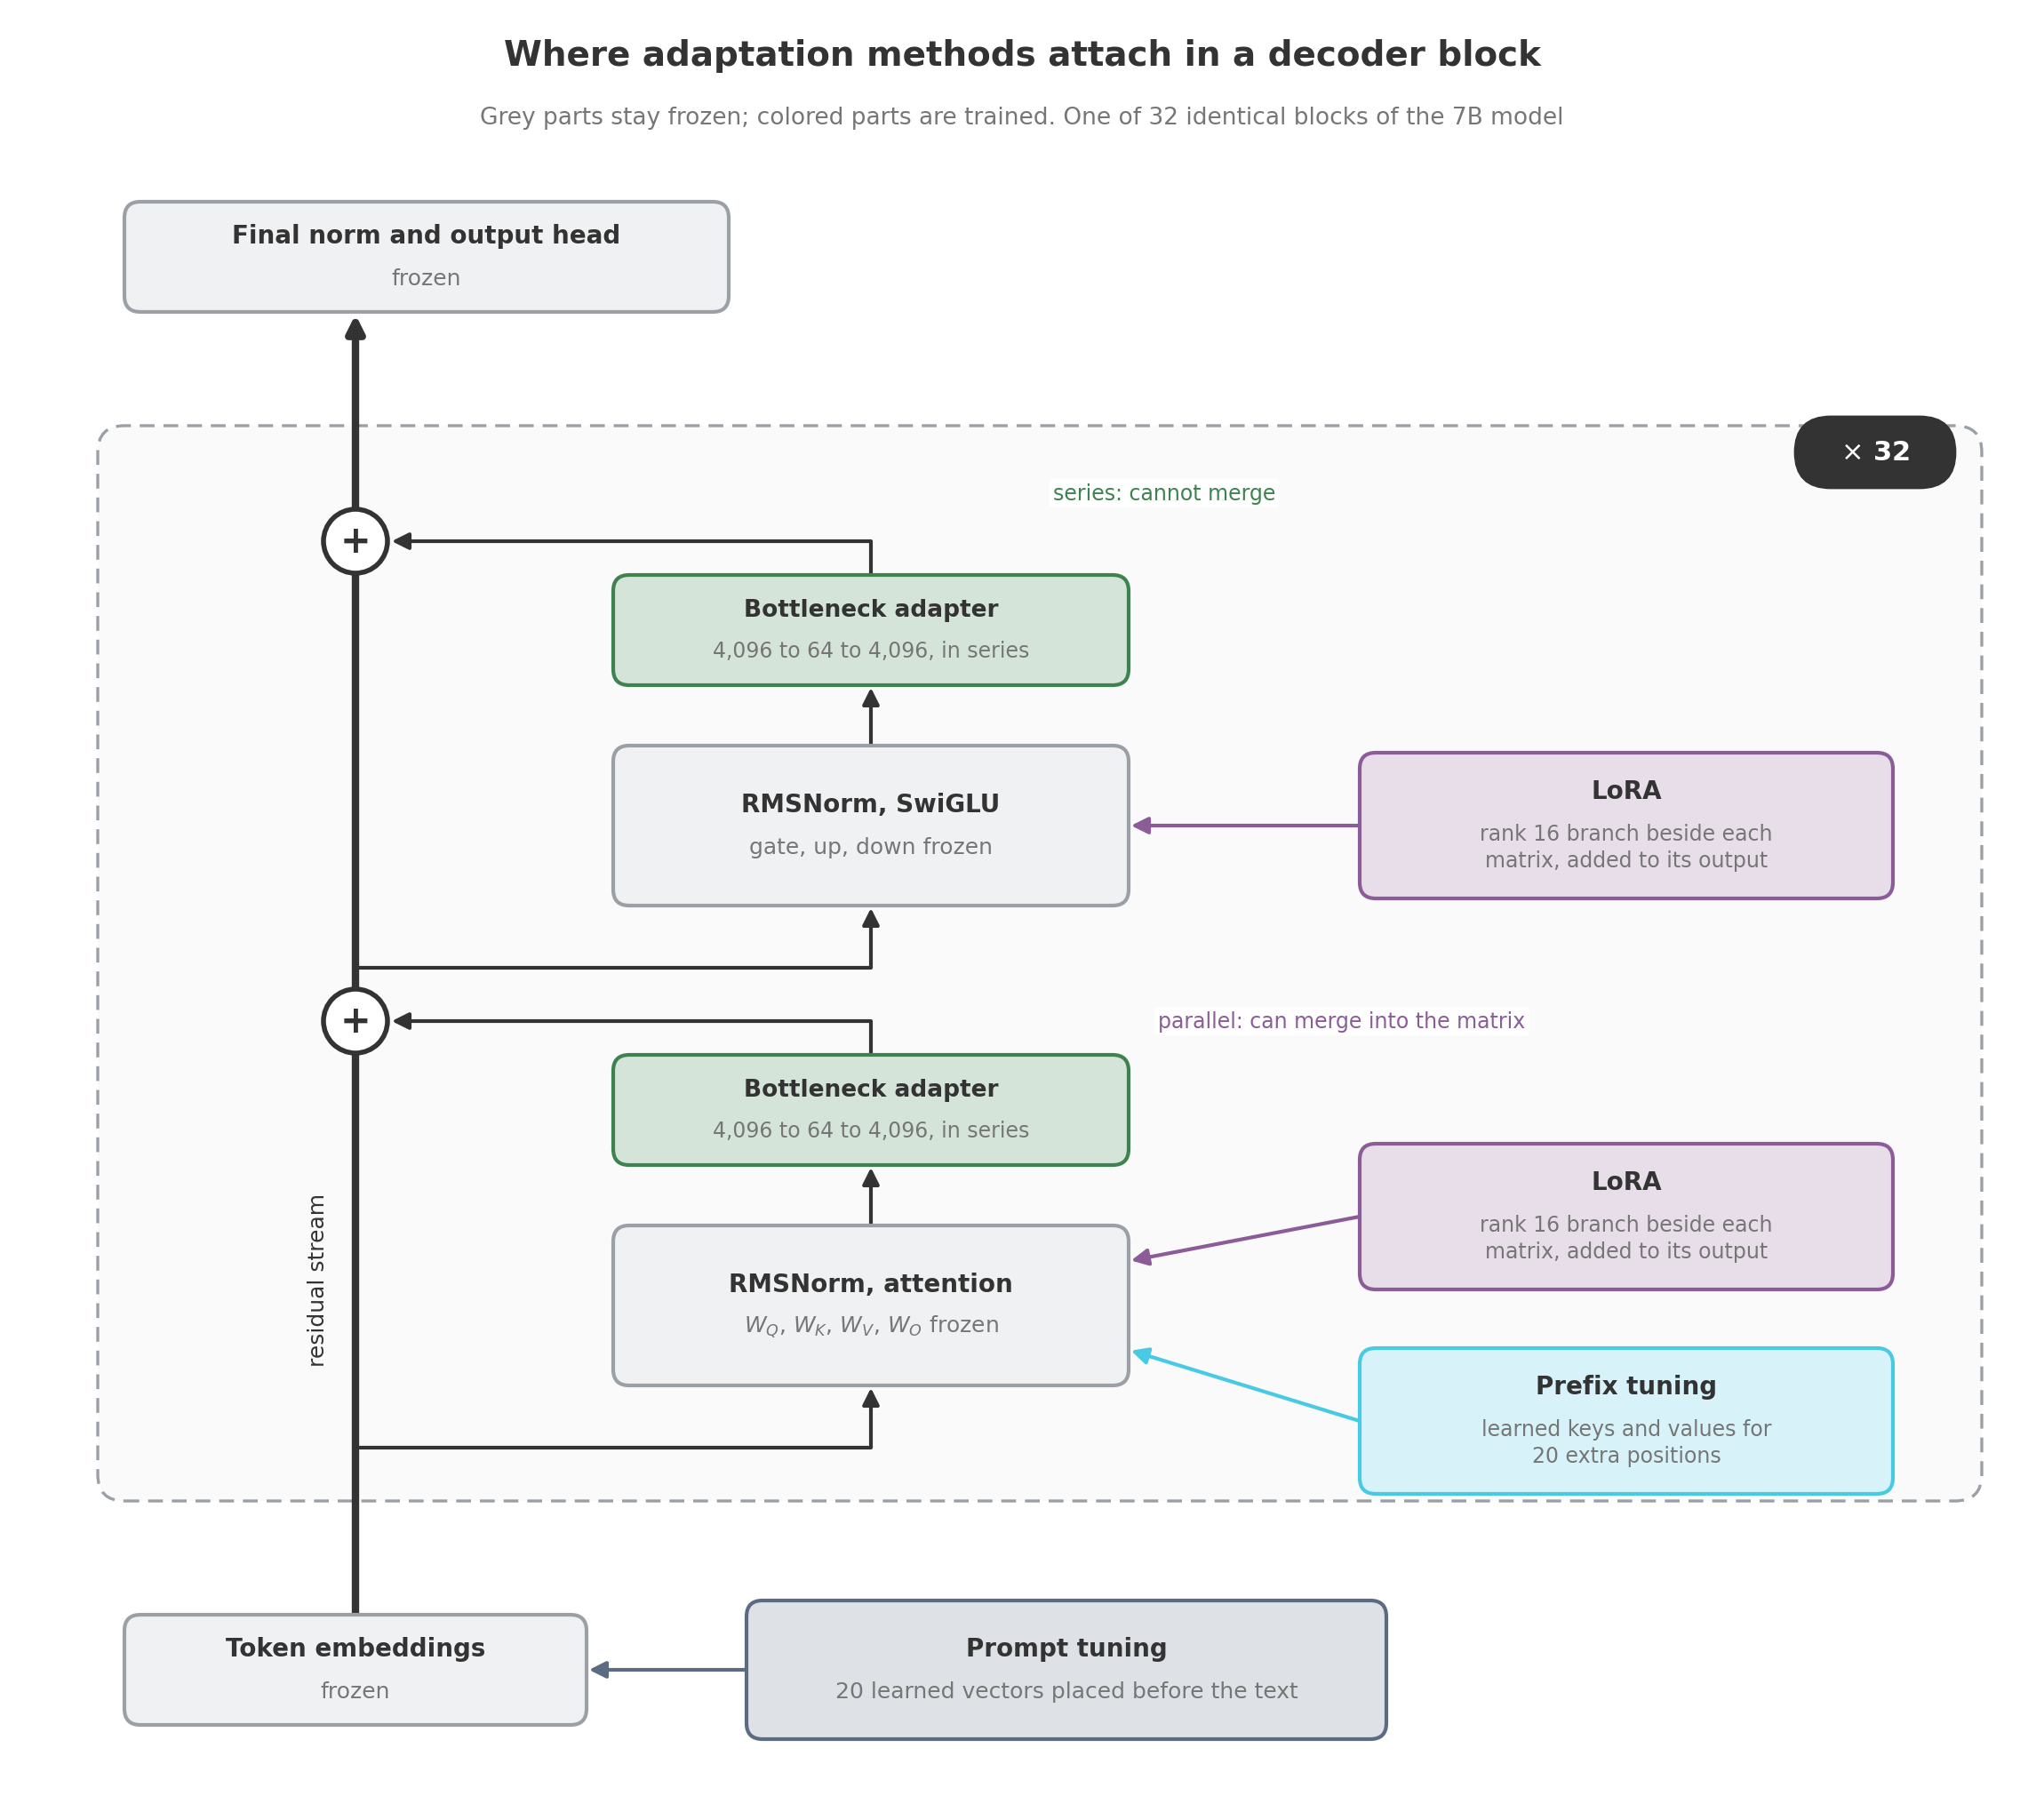 Where adaptation methods attach in a decoder block
Grey parts stay frozen; colored parts are trained. One of 32 identical blocks of the 7B model
Final norm and output head
frozen
× 32
series: cannot merge
+
Bottleneck adapter
4,096 to 64 to 4,096, in series
RMSNorm, SwiGLU
gate, up, down frozen
LoRA
rank 16 branch beside each
matrix, added to its output
+
parallel: can merge into the matrix
Bottleneck adapter
4,096 to 64 to 4,096, in series
LoRA
rank 16 branch beside each
matrix, added to its output
residual stream
RMSNorm, attention
W_Q, W_K, W_V, W_O frozen
Prefix tuning
learned keys and values for
20 extra positions
Token embeddings
frozen
Prompt tuning
20 learned vectors placed before the text